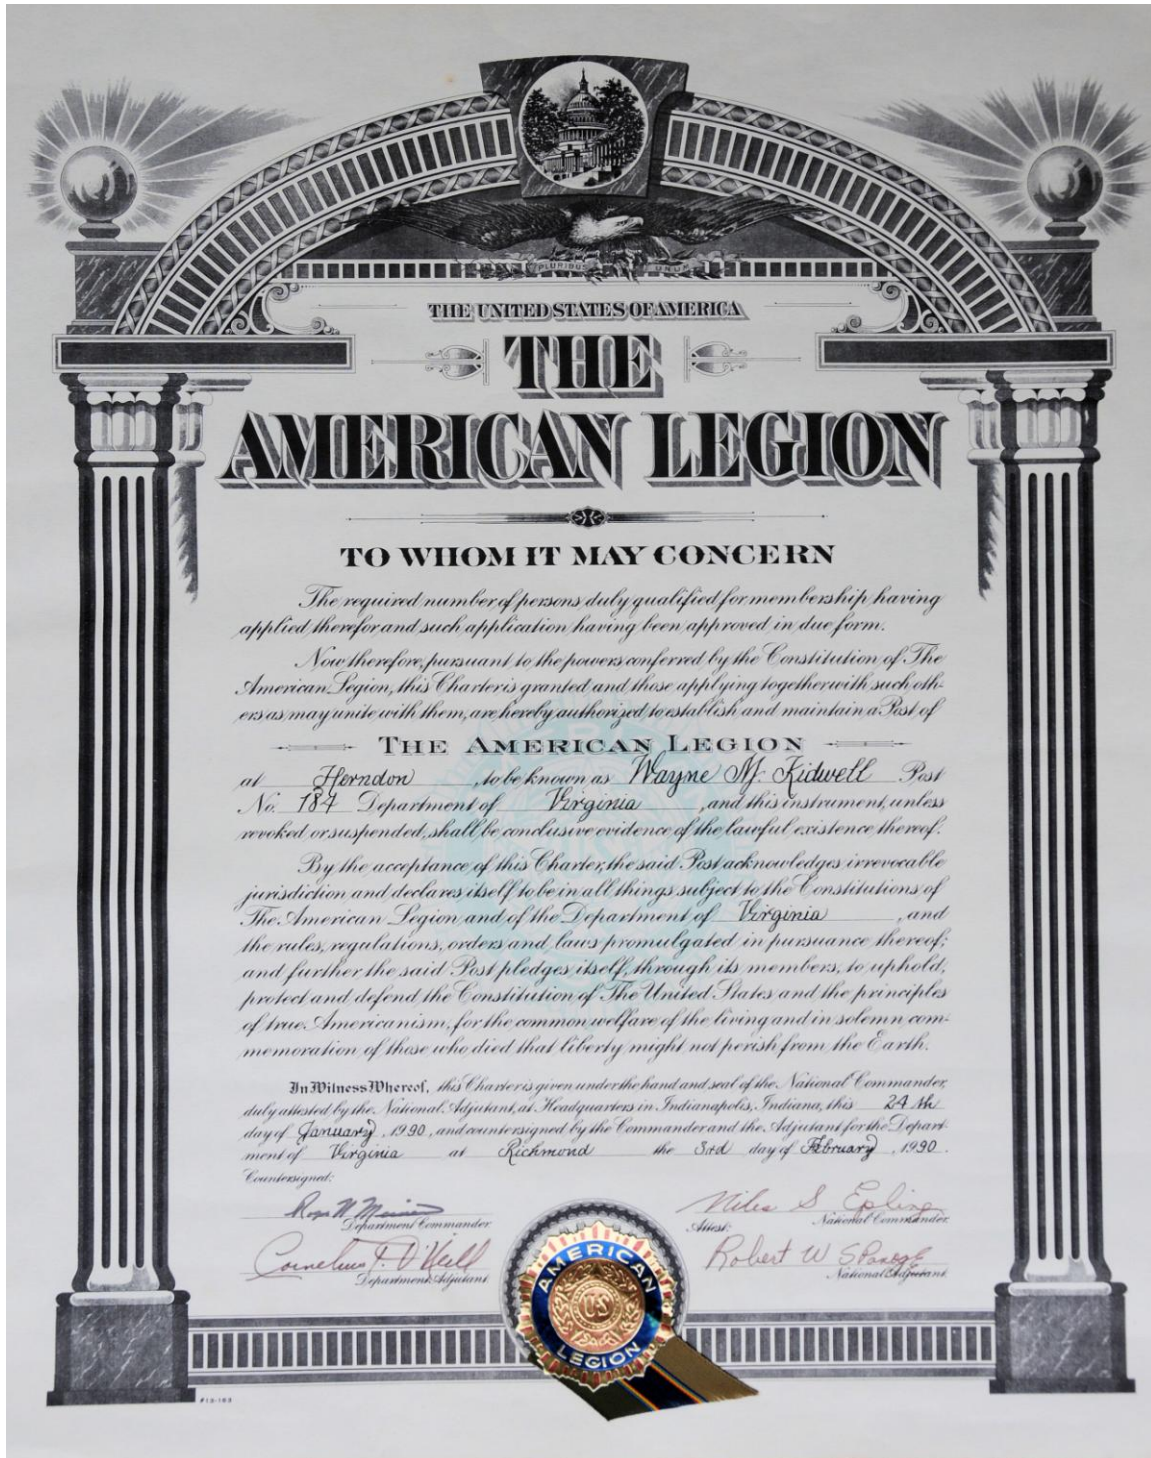 PLURIBUS UNUM
THE UNITED STATES OF AMERICA
THE
AMERICAN LEGION
TO WHOM IT MAY CONCERN
The required number of persons duly qualified for membership having
applied therefor and such application having been approved in due form.
Now therefore, pursuant to the powers conferred by the Constitution of The
American Legion, this Charter is granted and those applying together with such oth-
ers as may unite with them, are hereby authorized to establish and maintain a Post of
THE AMERICAN LEGION
at Herndon, to be known as Wayne M. Kidwell Post
No. 184 Department of Virginia, and this instrument, unless
revoked or suspended, shall be conclusive evidence of the lawful existence thereof.
By the acceptance of this Charter, the said Post acknowledges irrevocable
jurisdiction and declares itself to be in all things subject to the Constitutions of
The American Legion and of the Department of Virginia, and
the rules, regulations, orders and laws promulgated in pursuance thereof;
and further the said Post pledges itself, through its members, to uphold,
protect and defend the Constitution of The United States and the principles
of true Americanism, for the common welfare of the living and in solemn com-
memoration of those who died that liberty might not perish from the Earth.
In Witness Whereof, this Charter is given under the hand and seal of the National Commander,
duly attested by the National Adjutant, at Headquarters in Indianapolis, Indiana, this 24th
day of January, 1990, and countersigned by the Commander and the Adjutant for the Depart-
ment of Virginia at Richmond the 3rd day of February, 1990.
Countersigned:
Department Commander
Cornelius T. O'Neill
Department Adjutant
Miles S. Epling
Attest: National Commander
Robert W Spanogle
National Adjutant
AMERICAN
US
LEGION
#13-163